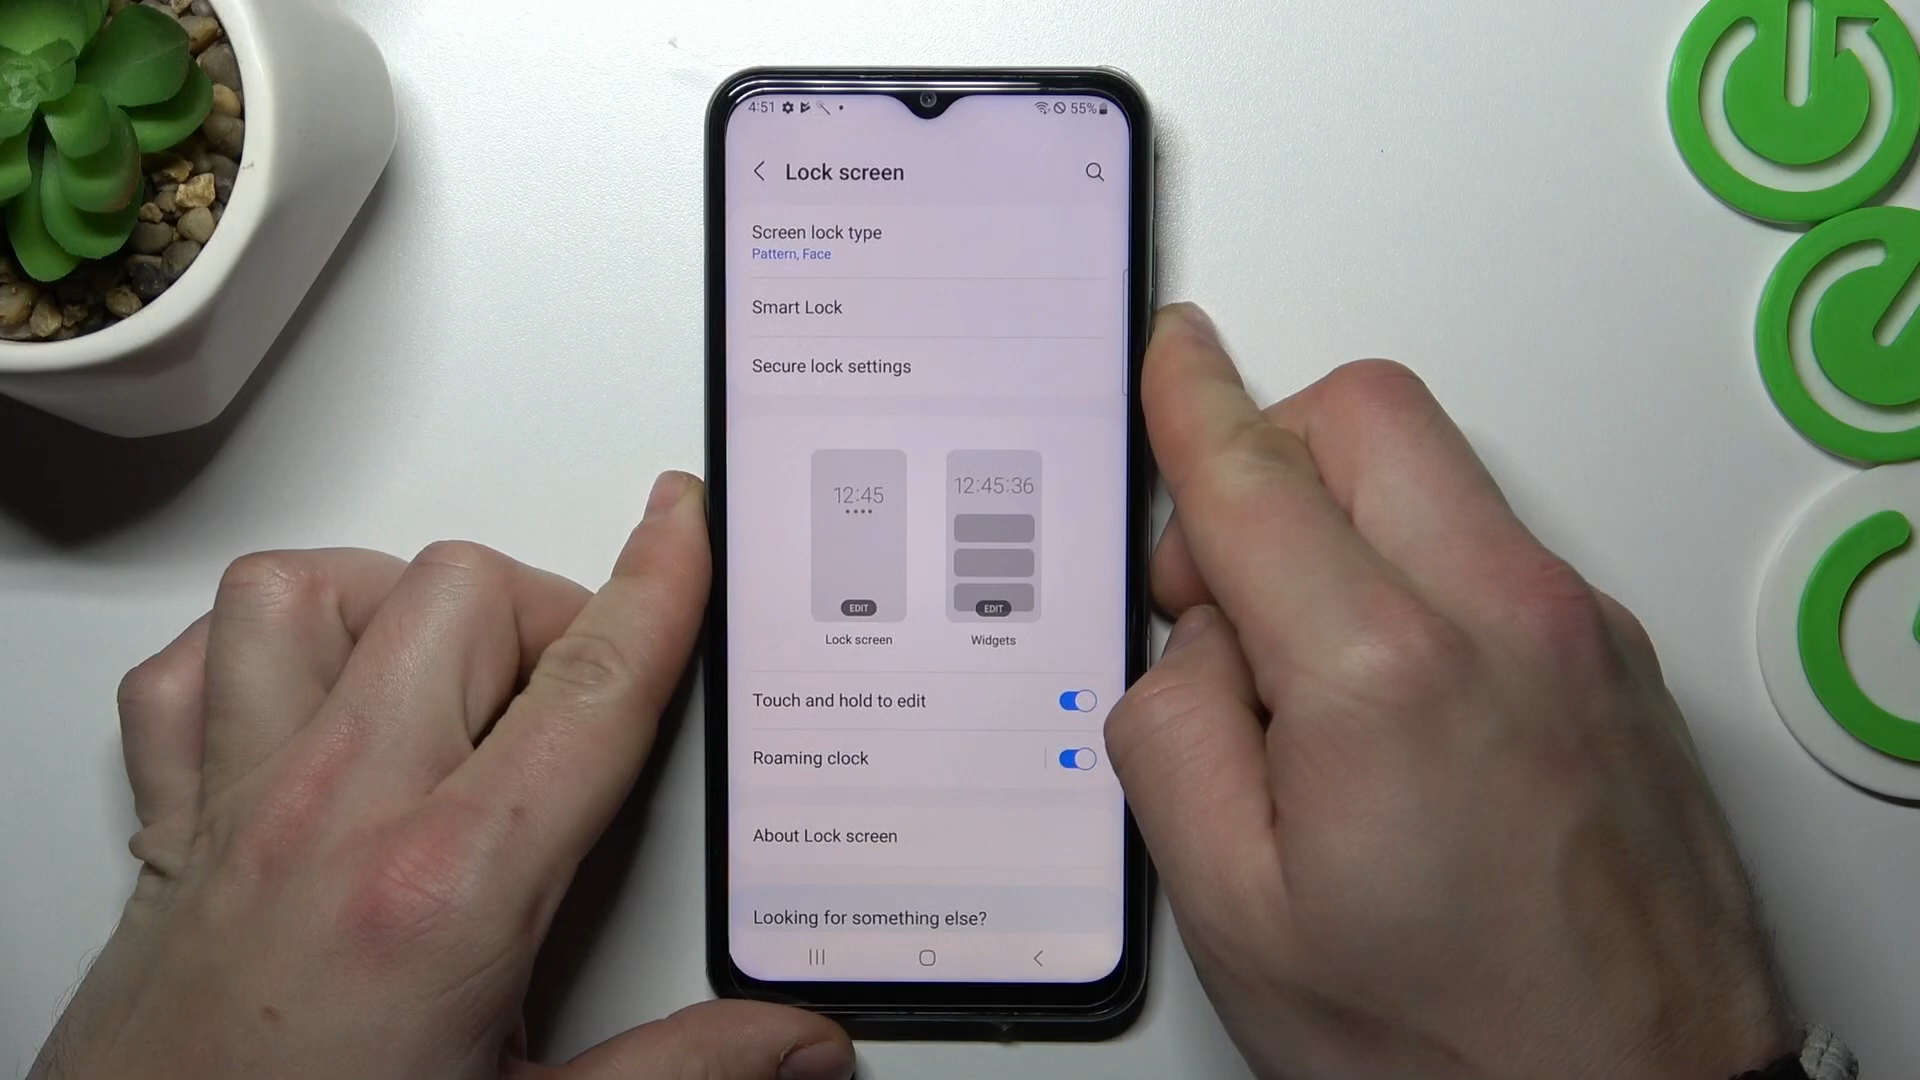 4:51 55%
Lock screen
Screen lock type
Pattern, Face
Smart Lock
Secure lock settings
12:45
12:45:36
EDIT
EDIT
Lock screen
Widgets
Touch and hold to edit
Roaming clock
About Lock screen
Looking for something else?